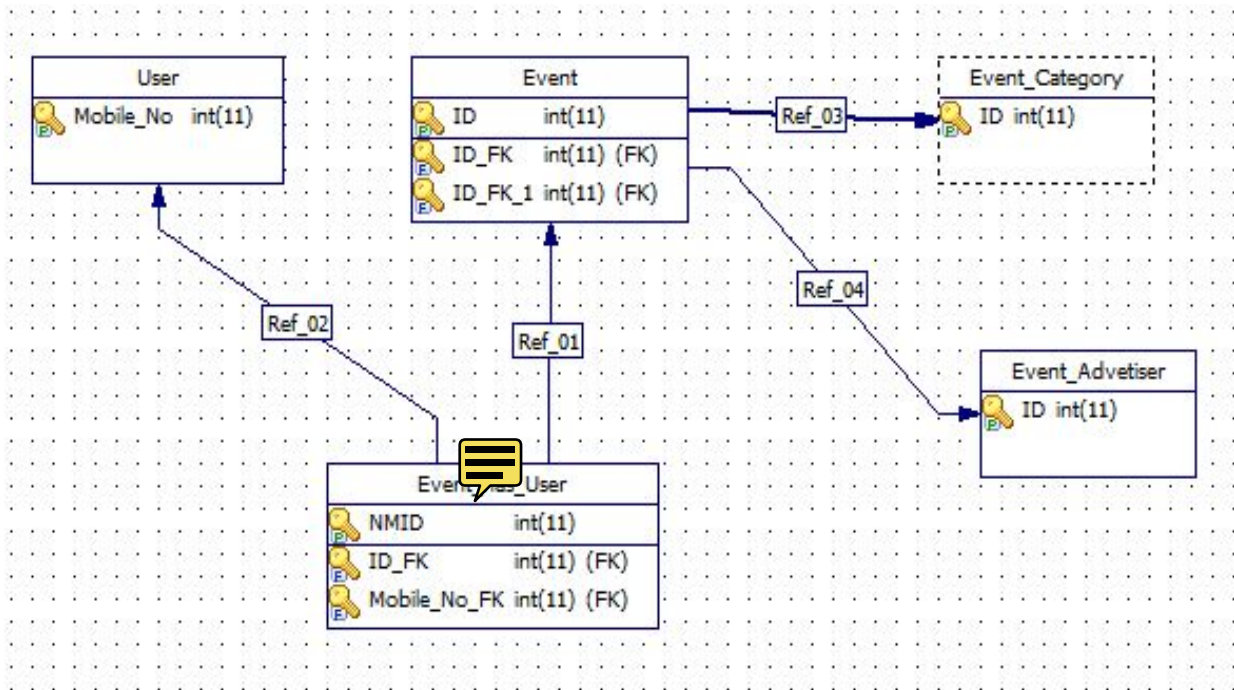 User
Mobile_No int(11)
Event
ID int(11)
ID_FK int(11) (FK)
ID_FK_1 int(11) (FK)
Ref_03
Event_Category
ID int(11)
Ref_04
Ref_02
Ref_01
Event_Advetiser
ID int(11)
Event_ _User
NMID int(11)
ID_FK int(11) (FK)
Mobile_No_FK int(11) (FK)